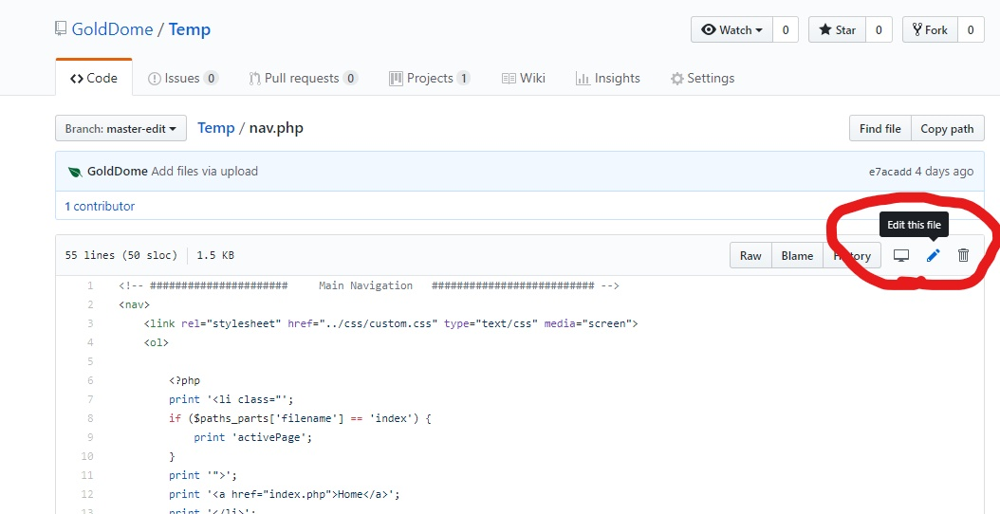 GoldDome / Temp
Watch 0 Star 0 Fork 0
Code Issues 0 Pull requests 0 Projects 1 Wiki Insights Settings
Branch: master-edit Temp / nav.php Find file Copy path
GoldDome Add files via upload e7acadd 4 days ago
1 contributor
Edit this file
55 lines (50 sloc) 1.5 KB Raw Blame History
1 <!-- ###################### Main Navigation ########################## -->
2 <nav>
3 <link rel="stylesheet" href="../css/custom.css" type="text/css" media="screen">
4 <ol>
5
6 <?php
7 print '<li class="';
8 if ($paths_parts['filename'] == 'index') {
9 print 'activePage';
10 }
11 print '">';
12 print '<a href="index.php">Home</a>';
13 print '</li>';